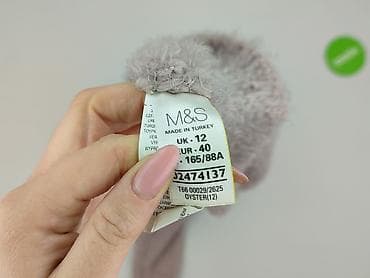 M&S
MADE IN TURKEY
UK - 12
EUR - 40
- 165/88A
02474137
T66 00029/2625
OYSTER(12)